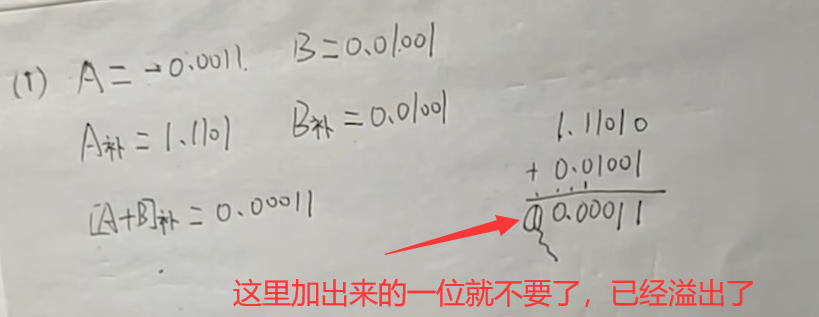 (1) A = -0.0011. B = 0.01001
A补 = 1.1101 B补 = 0.01001
1.11010
+ 0.01001
[A+B]补 = 0.00011
① 0.00011
这里加出来的一位就不要了，已经溢出了